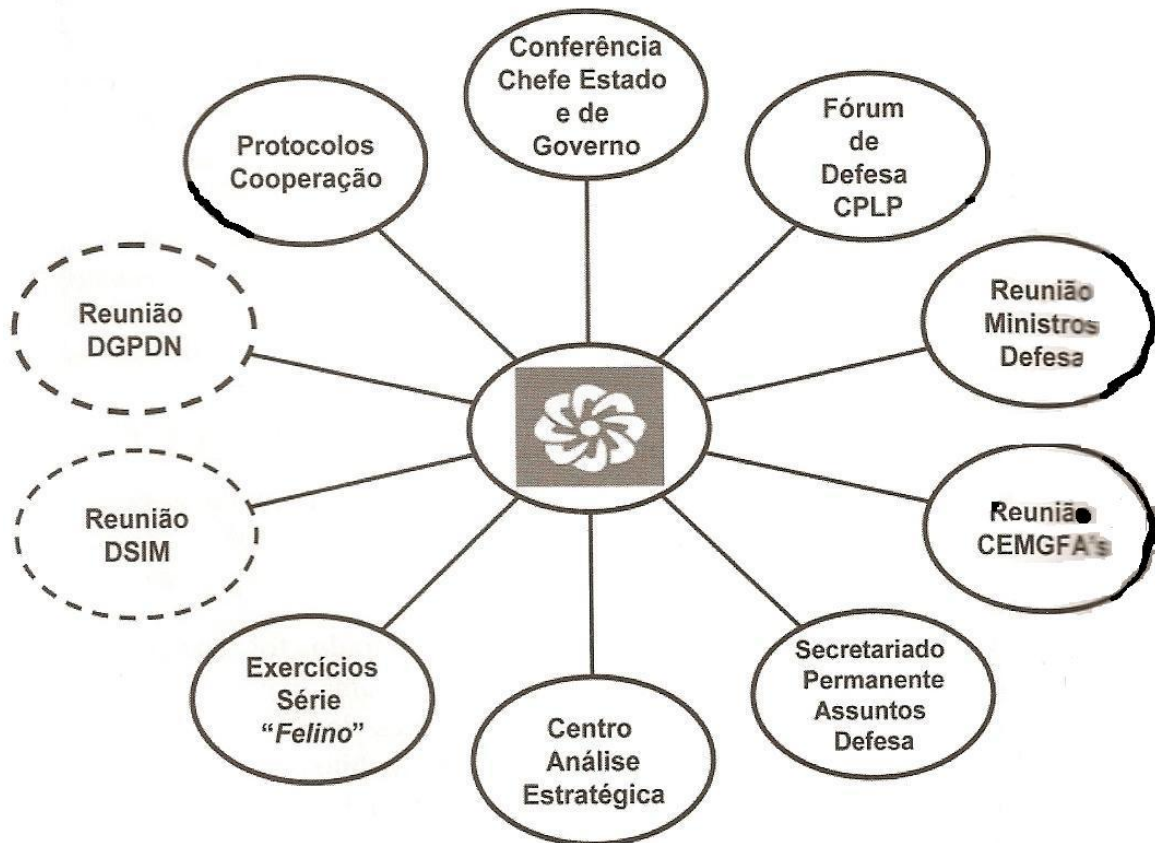 Conferência
Chefe Estado
e de
Governo
Fórum
de
Defesa
CPLP
Reunião
Ministros
Defesa
Reunião
CEMGFA's
Secretariado
Permanente
Assuntos
Defesa
Centro
Análise
Estratégica
Exercícios
Série
“Felino”
Reunião
DSIM
Reunião
DGPDN
Protocolos
Cooperação